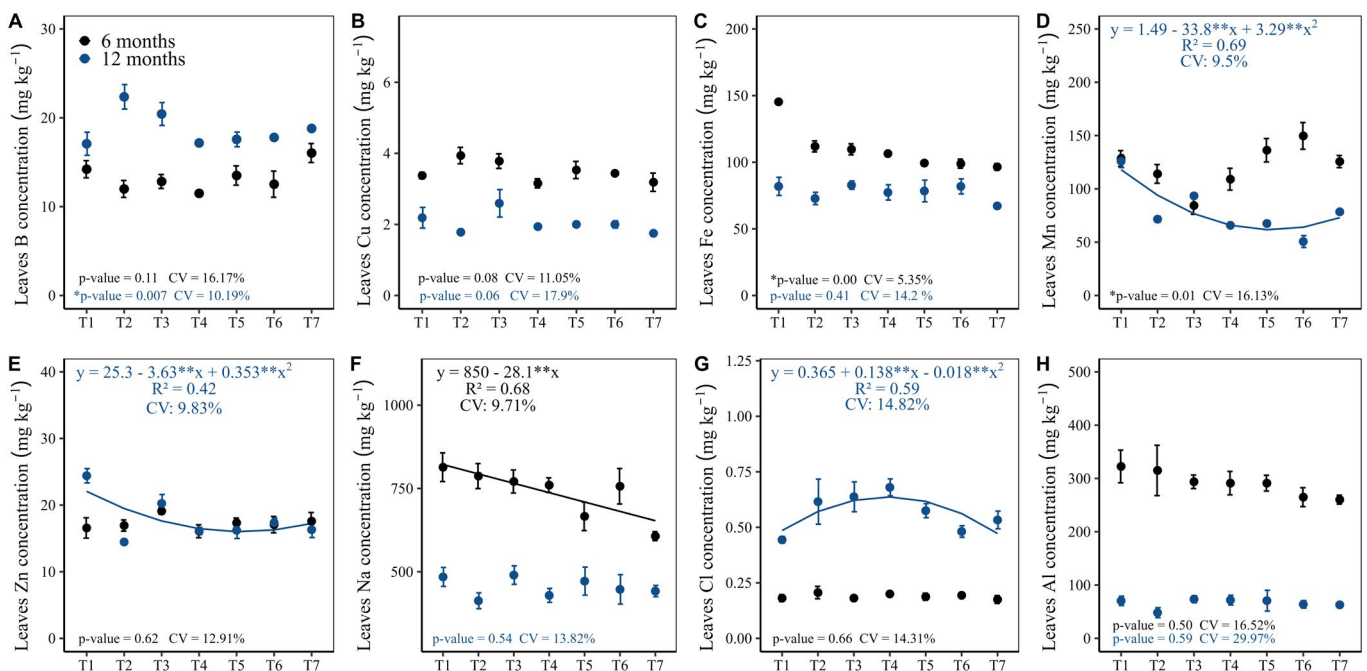 A
Leaves B concentration (mg kg⁻¹)
30
20
10
0
6 months
12 months
p-value = 0.11 CV = 16.17%
*p-value = 0.007 CV = 10.19%
T1 T2 T3 T4 T5 T6 T7
B
Leaves Cu concentration (mg kg⁻¹)
6
4
2
0
p-value = 0.08 CV = 11.05%
p-value = 0.06 CV = 17.9%
T1 T2 T3 T4 T5 T6 T7
C
Leaves Fe concentration (mg kg⁻¹)
200
150
100
50
0
*p-value = 0.00 CV = 5.35%
p-value = 0.41 CV = 14.2 %
T1 T2 T3 T4 T5 T6 T7
D
Leaves Mn concentration (mg kg⁻¹)
250
200
150
100
50
0
y = 1.49 - 33.8**x + 3.29**x²
R² = 0.69
CV: 9.5%
*p-value = 0.01 CV = 16.13%
T1 T2 T3 T4 T5 T6 T7
E
Leaves Zn concentration (mg kg⁻¹)
40
30
20
10
0
y = 25.3 - 3.63**x + 0.353**x²
R² = 0.42
CV: 9.83%
p-value = 0.62 CV = 12.91%
T1 T2 T3 T4 T5 T6 T7
F
Leaves Na concentration (mg kg⁻¹)
1000
750
500
y = 850 - 28.1**x
R² = 0.68
CV: 9.71%
p-value = 0.54 CV = 13.82%
T1 T2 T3 T4 T5 T6 T7
G
Leaves Cl concentration (mg kg⁻¹)
1.25
1.00
0.75
0.50
0.25
0.00
y = 0.365 + 0.138**x - 0.018**x²
R² = 0.59
CV: 14.82%
p-value = 0.66 CV = 14.31%
T1 T2 T3 T4 T5 T6 T7
H
Leaves Al concentration (mg kg⁻¹)
500
400
300
200
100
0
p-value = 0.50 CV = 16.52%
p-value = 0.59 CV = 29.97%
T1 T2 T3 T4 T5 T6 T7